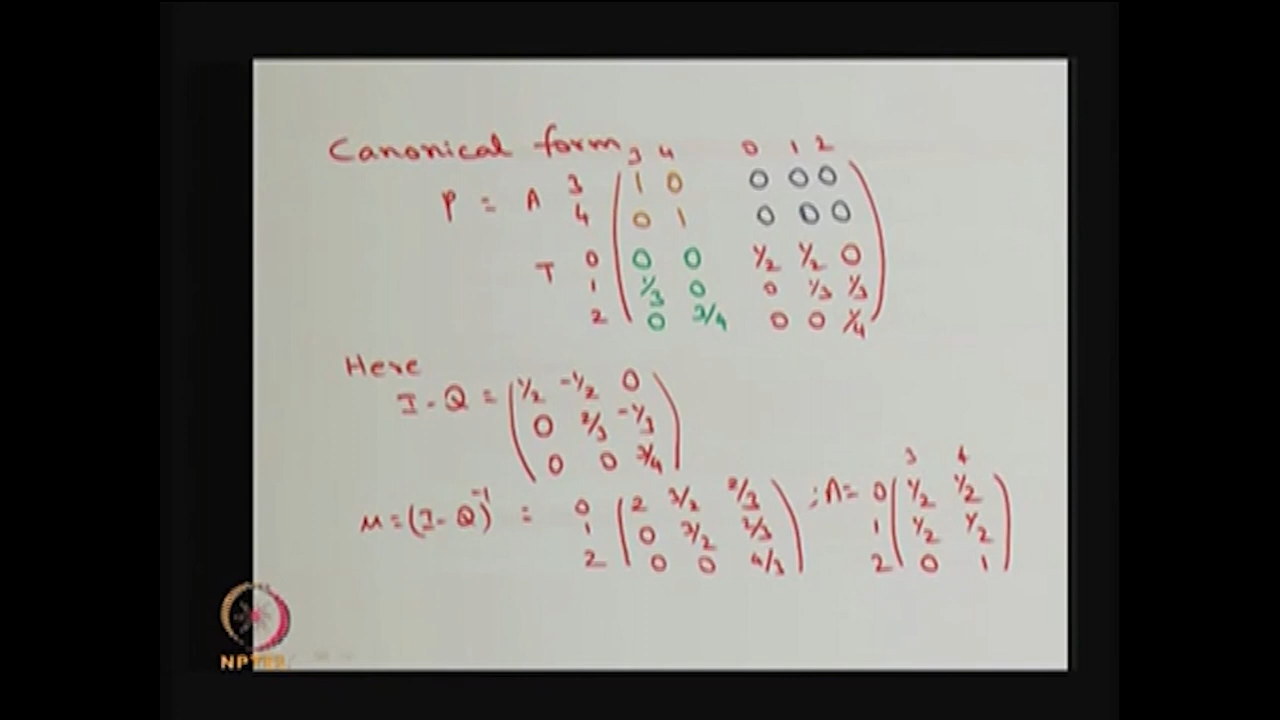 Canonical form
3 4 0 1 2
P = A 3 ( 1 0 0 0 0
4 0 1 0 0 0
T 0 0 0 1/2 1/2 0
1 1/3 0 0 1/3 1/3
2 0 3/4 0 0 1/4 )
Here
I - Q = ( 1/2 -1/2 0
0 2/3 -1/3
0 0 3/4 )
3 4
M = (I - Q)^-1 = 0 ( 2 3/2 2/3 ; A = 0 ( 1/2 1/2
1 0 3/2 2/3 1 1/2 1/2
2 0 0 4/3 ) 2 0 1 )
NPTEL